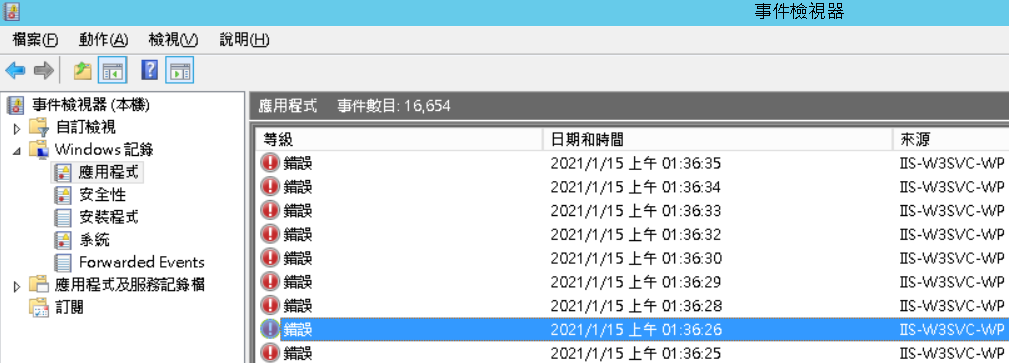 事件檢視器
檔案(F) 動作(A) 檢視(V) 說明(H)
事件檢視器 (本機)
自訂檢視
Windows 記錄
應用程式
安全性
安裝程式
系統
Forwarded Events
應用程式及服務記錄檔
訂閱
應用程式 事件數目: 16,654
等級 日期和時間 來源
錯誤 2021/1/15 上午 01:36:35 IIS-W3SVC-WP
錯誤 2021/1/15 上午 01:36:34 IIS-W3SVC-WP
錯誤 2021/1/15 上午 01:36:33 IIS-W3SVC-WP
錯誤 2021/1/15 上午 01:36:32 IIS-W3SVC-WP
錯誤 2021/1/15 上午 01:36:30 IIS-W3SVC-WP
錯誤 2021/1/15 上午 01:36:29 IIS-W3SVC-WP
錯誤 2021/1/15 上午 01:36:28 IIS-W3SVC-WP
錯誤 2021/1/15 上午 01:36:26 IIS-W3SVC-WP
錯誤 2021/1/15 上午 01:36:25 IIS-W3SVC-WP